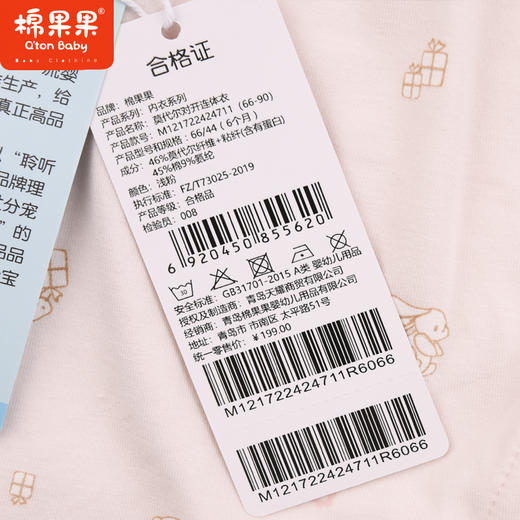 棉果果
Q'ton Baby
Baby Clothing
生产，给
真正高品
"聆听
品牌理
分宠
"的
宝
合格证
品牌：棉果果
产品系列：内衣系列
产品名称：莫代尔对开连体衣（66-90）
产品款号：M121722424711
产品型号和规格：66/44（6个月）
成分：46%莫代尔纤维+粘纤(含有蛋白)
45%棉9%氨纶
颜色：浅粉
执行标准：FZ/T73025-2019
产品等级：合格品
检验员：008
6 920450 855620
30
安全标准：GB31701-2015 A类 婴幼儿用品
授权及制造商：青岛天耀商贸有限公司
经销商：青岛棉果果婴幼儿用品有限公司
地址：青岛市 市南区 太平路51号
统一零售价：¥199.00
M121722424711R6066
M121722424711R6066